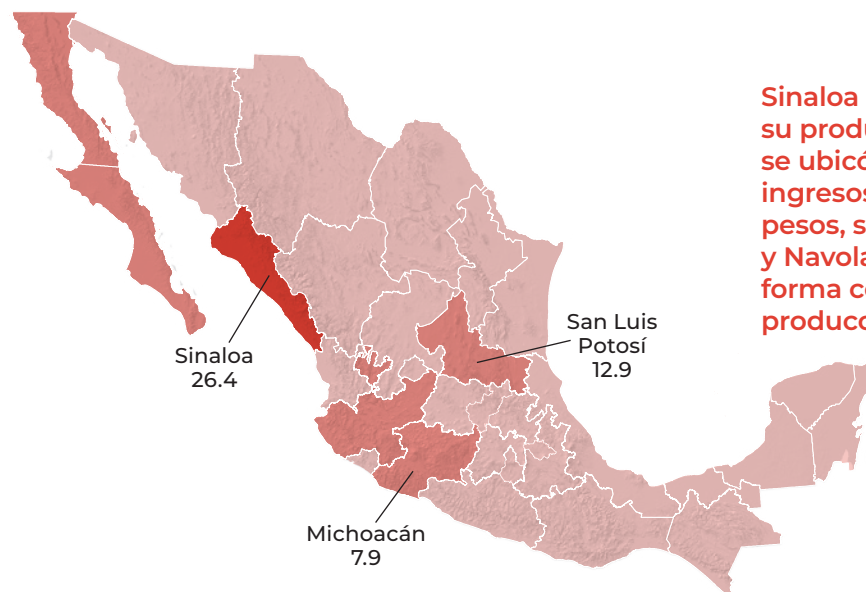 Sinaloa
su
se ubicó
ingresos
pesos,
y
forma
Sinaloa
26.4
San Luis
Potosí
12.9
Michoacán
7.9